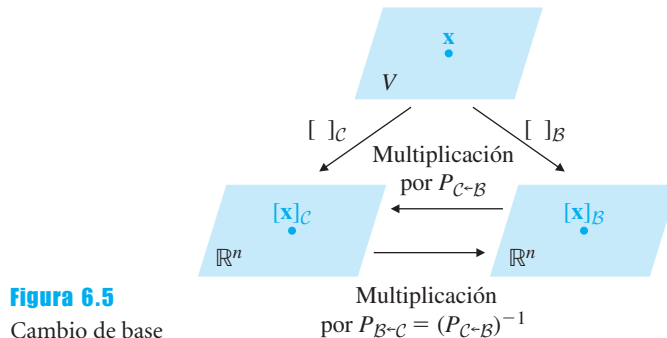 x
V
[ ]𝒞
[ ]ℬ
Multiplicación
por P𝒞←ℬ
[x]𝒞
[x]ℬ
ℝⁿ
ℝⁿ
Figura 6.5
Cambio de base
Multiplicación
por Pℬ←𝒞 = (P𝒞←ℬ)⁻¹